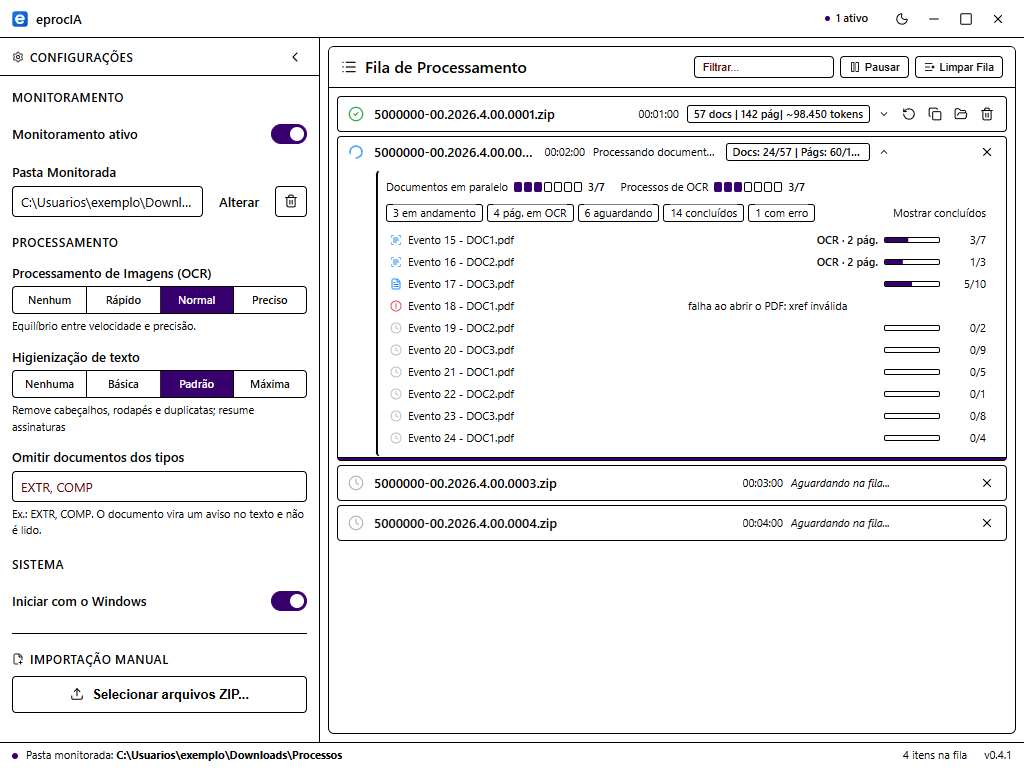 eprocIA
1 ativo
CONFIGURAÇÕES
MONITORAMENTO
Monitoramento ativo
Pasta Monitorada
C:\Usuarios\exemplo\Downl...
Alterar
PROCESSAMENTO
Processamento de Imagens (OCR)
Nenhum Rápido Normal Preciso
Equilíbrio entre velocidade e precisão.
Higienização de texto
Nenhuma Básica Padrão Máxima
Remove cabeçalhos, rodapés e duplicatas; resume
assinaturas
Omitir documentos dos tipos
EXTR, COMP
Ex.: EXTR, COMP. O documento vira um aviso no texto e não
é lido.
SISTEMA
Iniciar com o Windows
IMPORTAÇÃO MANUAL
Selecionar arquivos ZIP...
Fila de Processamento
Filtrar...
Pausar
Limpar Fila
5000000-00.2026.4.00.0001.zip 00:01:00 57 docs | 142 pág| ~98.450 tokens
5000000-00.2026.4.00.00... 00:02:00 Processando document... Docs: 24/57 | Págs: 60/1...
Documentos em paralelo 3/7 Processos de OCR 3/7
3 em andamento 4 pág. em OCR 6 aguardando 14 concluídos 1 com erro Mostrar concluídos
Evento 15 - DOC1.pdf OCR · 2 pág. 3/7
Evento 16 - DOC2.pdf OCR · 2 pág. 1/3
Evento 17 - DOC3.pdf 5/10
Evento 18 - DOC1.pdf falha ao abrir o PDF: xref inválida
Evento 19 - DOC2.pdf 0/2
Evento 20 - DOC3.pdf 0/9
Evento 21 - DOC1.pdf 0/5
Evento 22 - DOC2.pdf 0/1
Evento 23 - DOC3.pdf 0/8
Evento 24 - DOC1.pdf 0/4
5000000-00.2026.4.00.0003.zip 00:03:00 Aguardando na fila...
5000000-00.2026.4.00.0004.zip 00:04:00 Aguardando na fila...
Pasta monitorada: C:\Usuarios\exemplo\Downloads\Processos
4 itens na fila v0.4.1